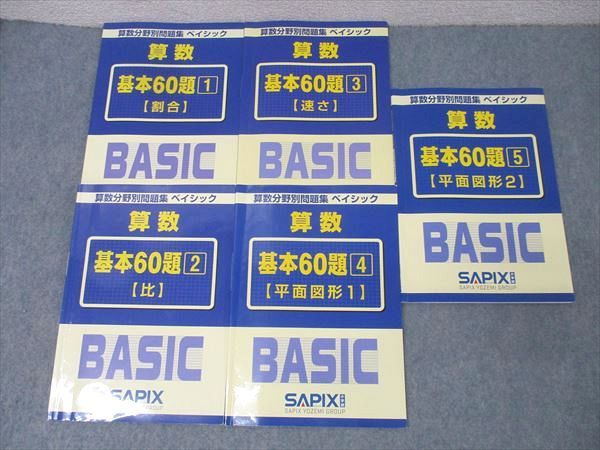 算数分野別問題集 ベイシック
算数
基本60題1
【割合】
BASIC
算数分野別問題集 ベイシック
算数
基本60題3
【速さ】
BASIC
算数分野別問題集 ベイシック
算数
基本60題2
【比】
BASIC
SAPIX
GROUP
算数分野別問題集 ベイシック
算数
基本60題4
【平面図形1】
BASIC
SAPIX
SAPIX YOZEMI GROUP
算数分野別問題集 ベイシック
算数
基本60題5
【平面図形2】
BASIC
SAPIX
SAPIX YOZEMI GROUP